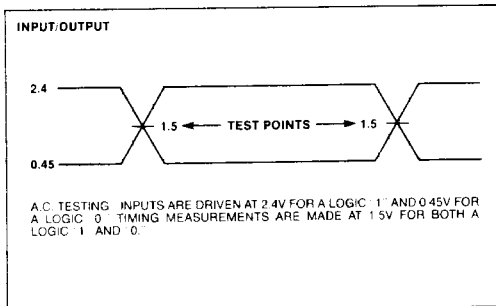 INPUT/OUTPUT
2.4
1.5 TEST POINTS 1.5
0.45
A.C. TESTING INPUTS ARE DRIVEN AT 2.4V FOR A LOGIC "1" AND 0.45V FOR
A LOGIC "0." TIMING MEASUREMENTS ARE MADE AT 1.5V FOR BOTH A
LOGIC "1" AND "0."